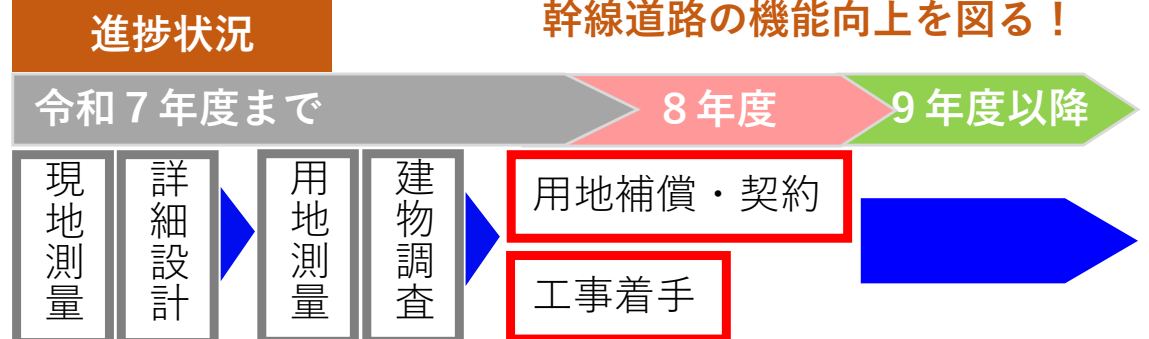 進捗状況
幹線道路の機能向上を図る！
令和７年度まで
８年度
９年度以降
現地測量
詳細設計
用地測量
建物調査
用地補償・契約
工事着手